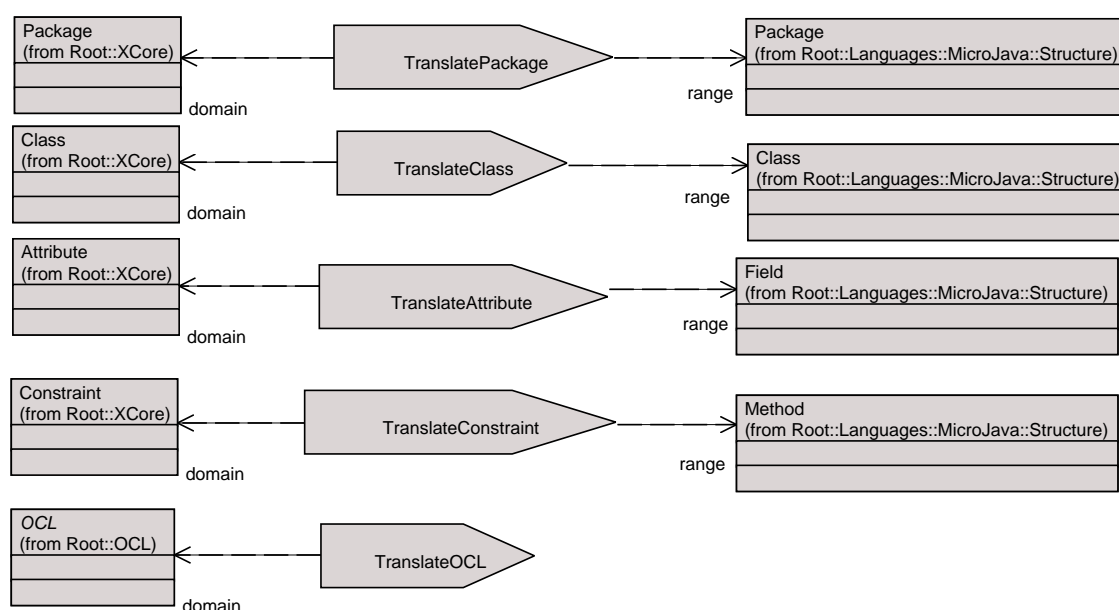 Package
(from Root::XCore)
TranslatePackage
Package
(from Root::Languages::MicroJava::Structure)
domain
range
Class
(from Root::XCore)
TranslateClass
Class
(from Root::Languages::MicroJava::Structure)
domain
range
Attribute
(from Root::XCore)
TranslateAttribute
Field
(from Root::Languages::MicroJava::Structure)
domain
range
Constraint
(from Root::XCore)
TranslateConstraint
Method
(from Root::Languages::MicroJava::Structure)
domain
range
OCL
(from Root::OCL)
TranslateOCL
domain